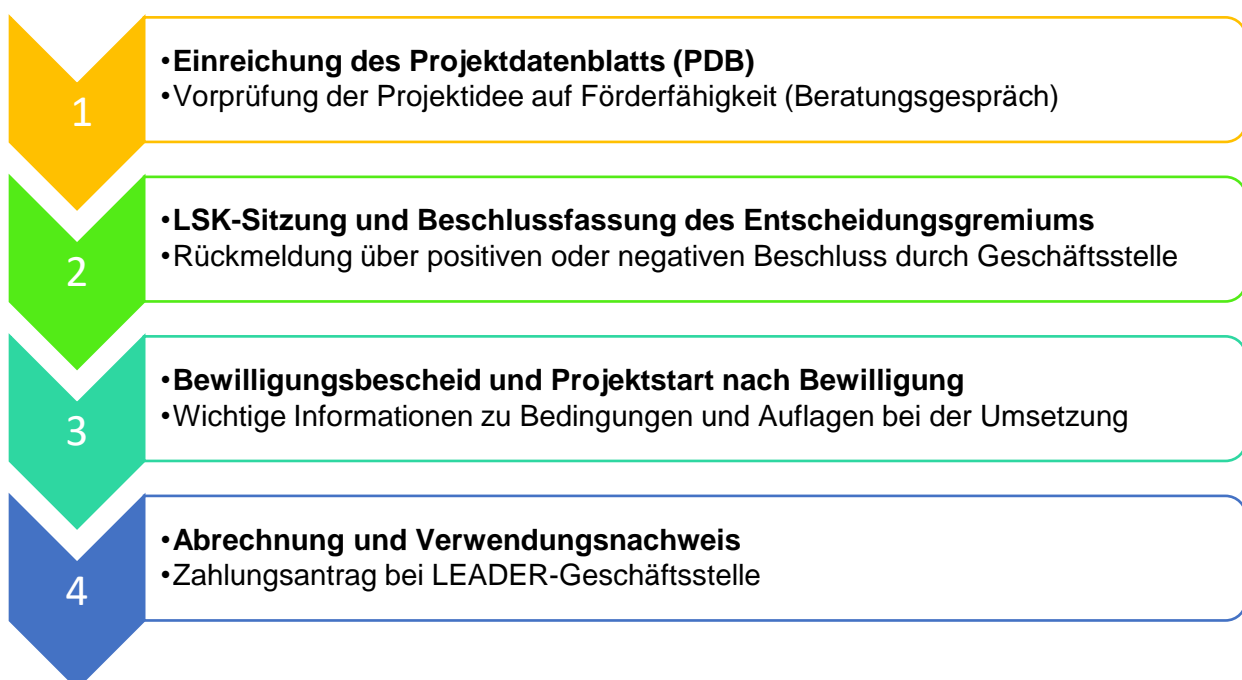 1
•Einreichung des Projektdatenblatts (PDB)
•Vorprüfung der Projektidee auf Förderfähigkeit (Beratungsgespräch)
2
•LSK-Sitzung und Beschlussfassung des Entscheidungsgremiums
•Rückmeldung über positiven oder negativen Beschluss durch Geschäftsstelle
3
•Bewilligungsbescheid und Projektstart nach Bewilligung
•Wichtige Informationen zu Bedingungen und Auflagen bei der Umsetzung
4
•Abrechnung und Verwendungsnachweis
•Zahlungsantrag bei LEADER-Geschäftsstelle